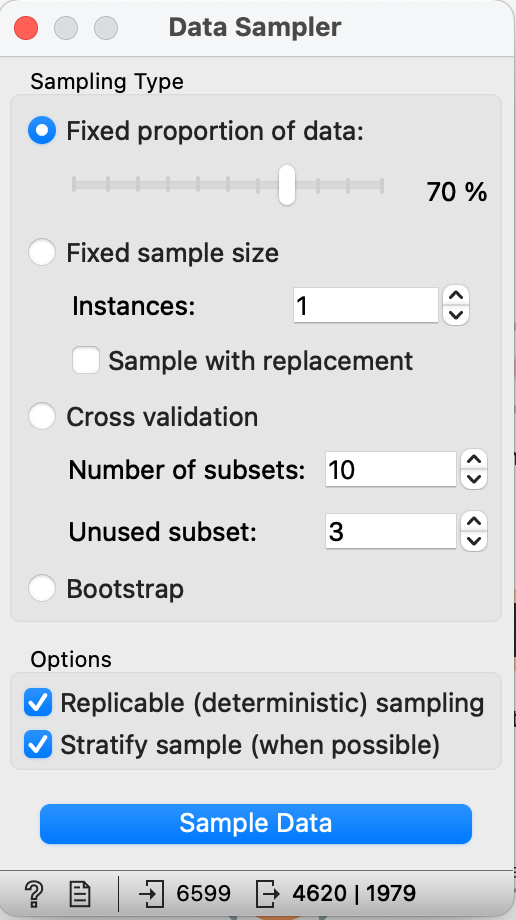 Data Sampler
Sampling Type
Fixed proportion of data:
70 %
Fixed sample size
Instances: 1
Sample with replacement
Cross validation
Number of subsets: 10
Unused subset: 3
Bootstrap
Options
Replicable (deterministic) sampling
Stratify sample (when possible)
Sample Data
? 6599 4620 | 1979